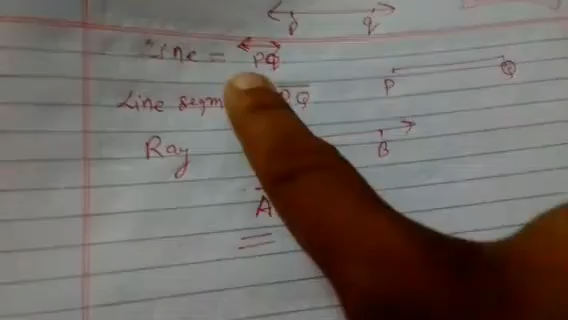 p q
Line = PQ
P Q
Line segm PQ
Ray B
A